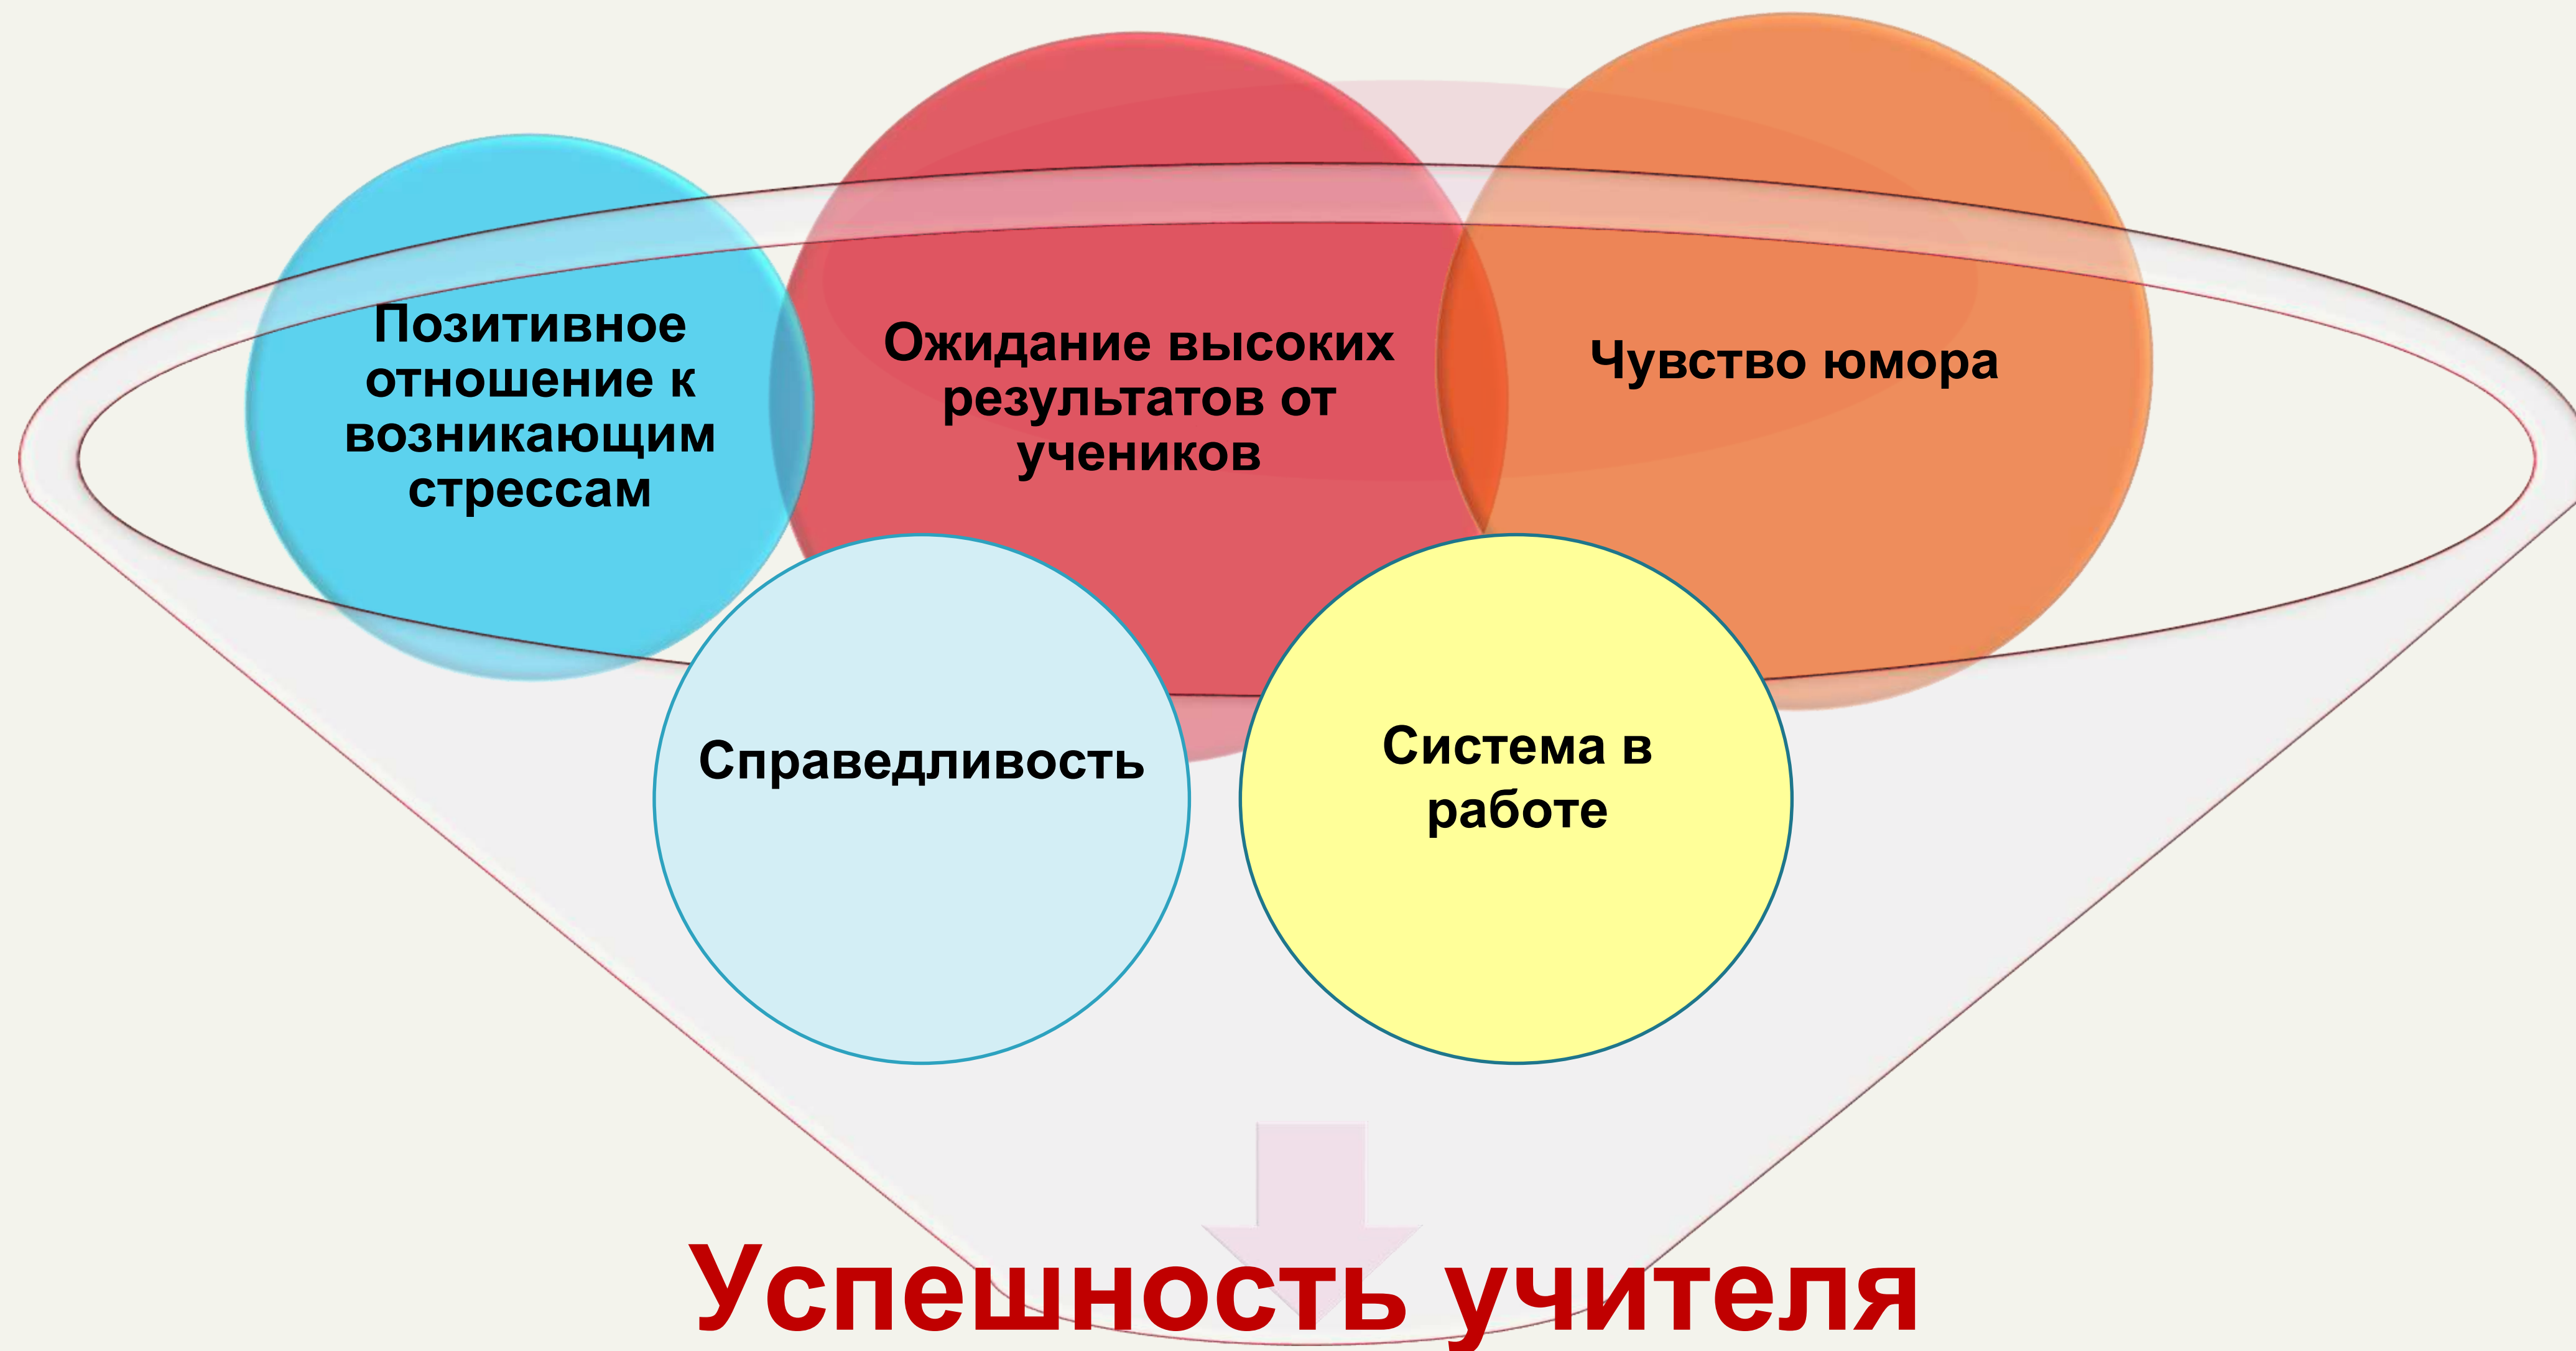 Позитивное
отношение к
возникающим
стрессам
Ожидание высоких
результатов от
учеников
Чувство юмора
Справедливость
Система в
работе
Успешность учителя